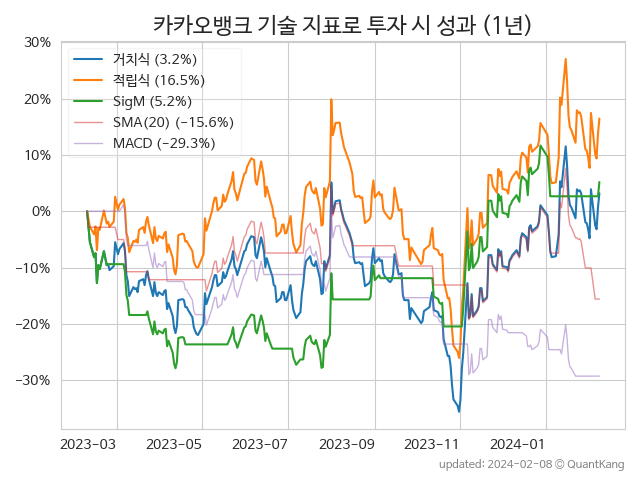 카카오뱅크 기술 지표로 투자 시 성과 (1년)
30%
20%
10%
0%
−10%
−20%
−30%
거치식 (3.2%)
적립식 (16.5%)
SigM (5.2%)
SMA(20) (−15.6%)
MACD (−29.3%)
2023-03
2023-05
2023-07
2023-09
2023-11
2024-01
updated: 2024-02-08 © QuantKang